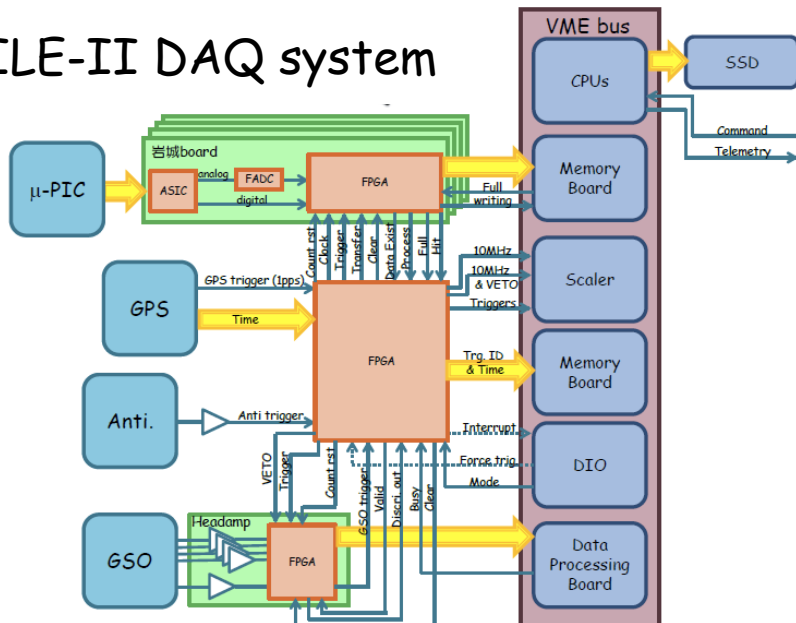 ILE-II DAQ system
VME bus
CPUs
SSD
Command
Telemetry
岩城board
μ-PIC
ASIC
analog
FADC
digital
FPGA
Full
writing
Memory
Board
Count rst
Clock
Trigger
Transfer
Clear
Data Exist
Process
Full
Hit
10MHz
10MHz
& VETO
Triggers
Scaler
GPS
GPS trigger (1pps)
Time
FPGA
Trg. ID
& Time
Memory
Board
Anti.
Anti trigger
Interrupt
Force trig
Mode
DIO
VETO
Trigger
Count rst
GSO trigger
Valid
Discri. out
Busy
Clear
GSO
Headamp
FPGA
Data
Processing
Board